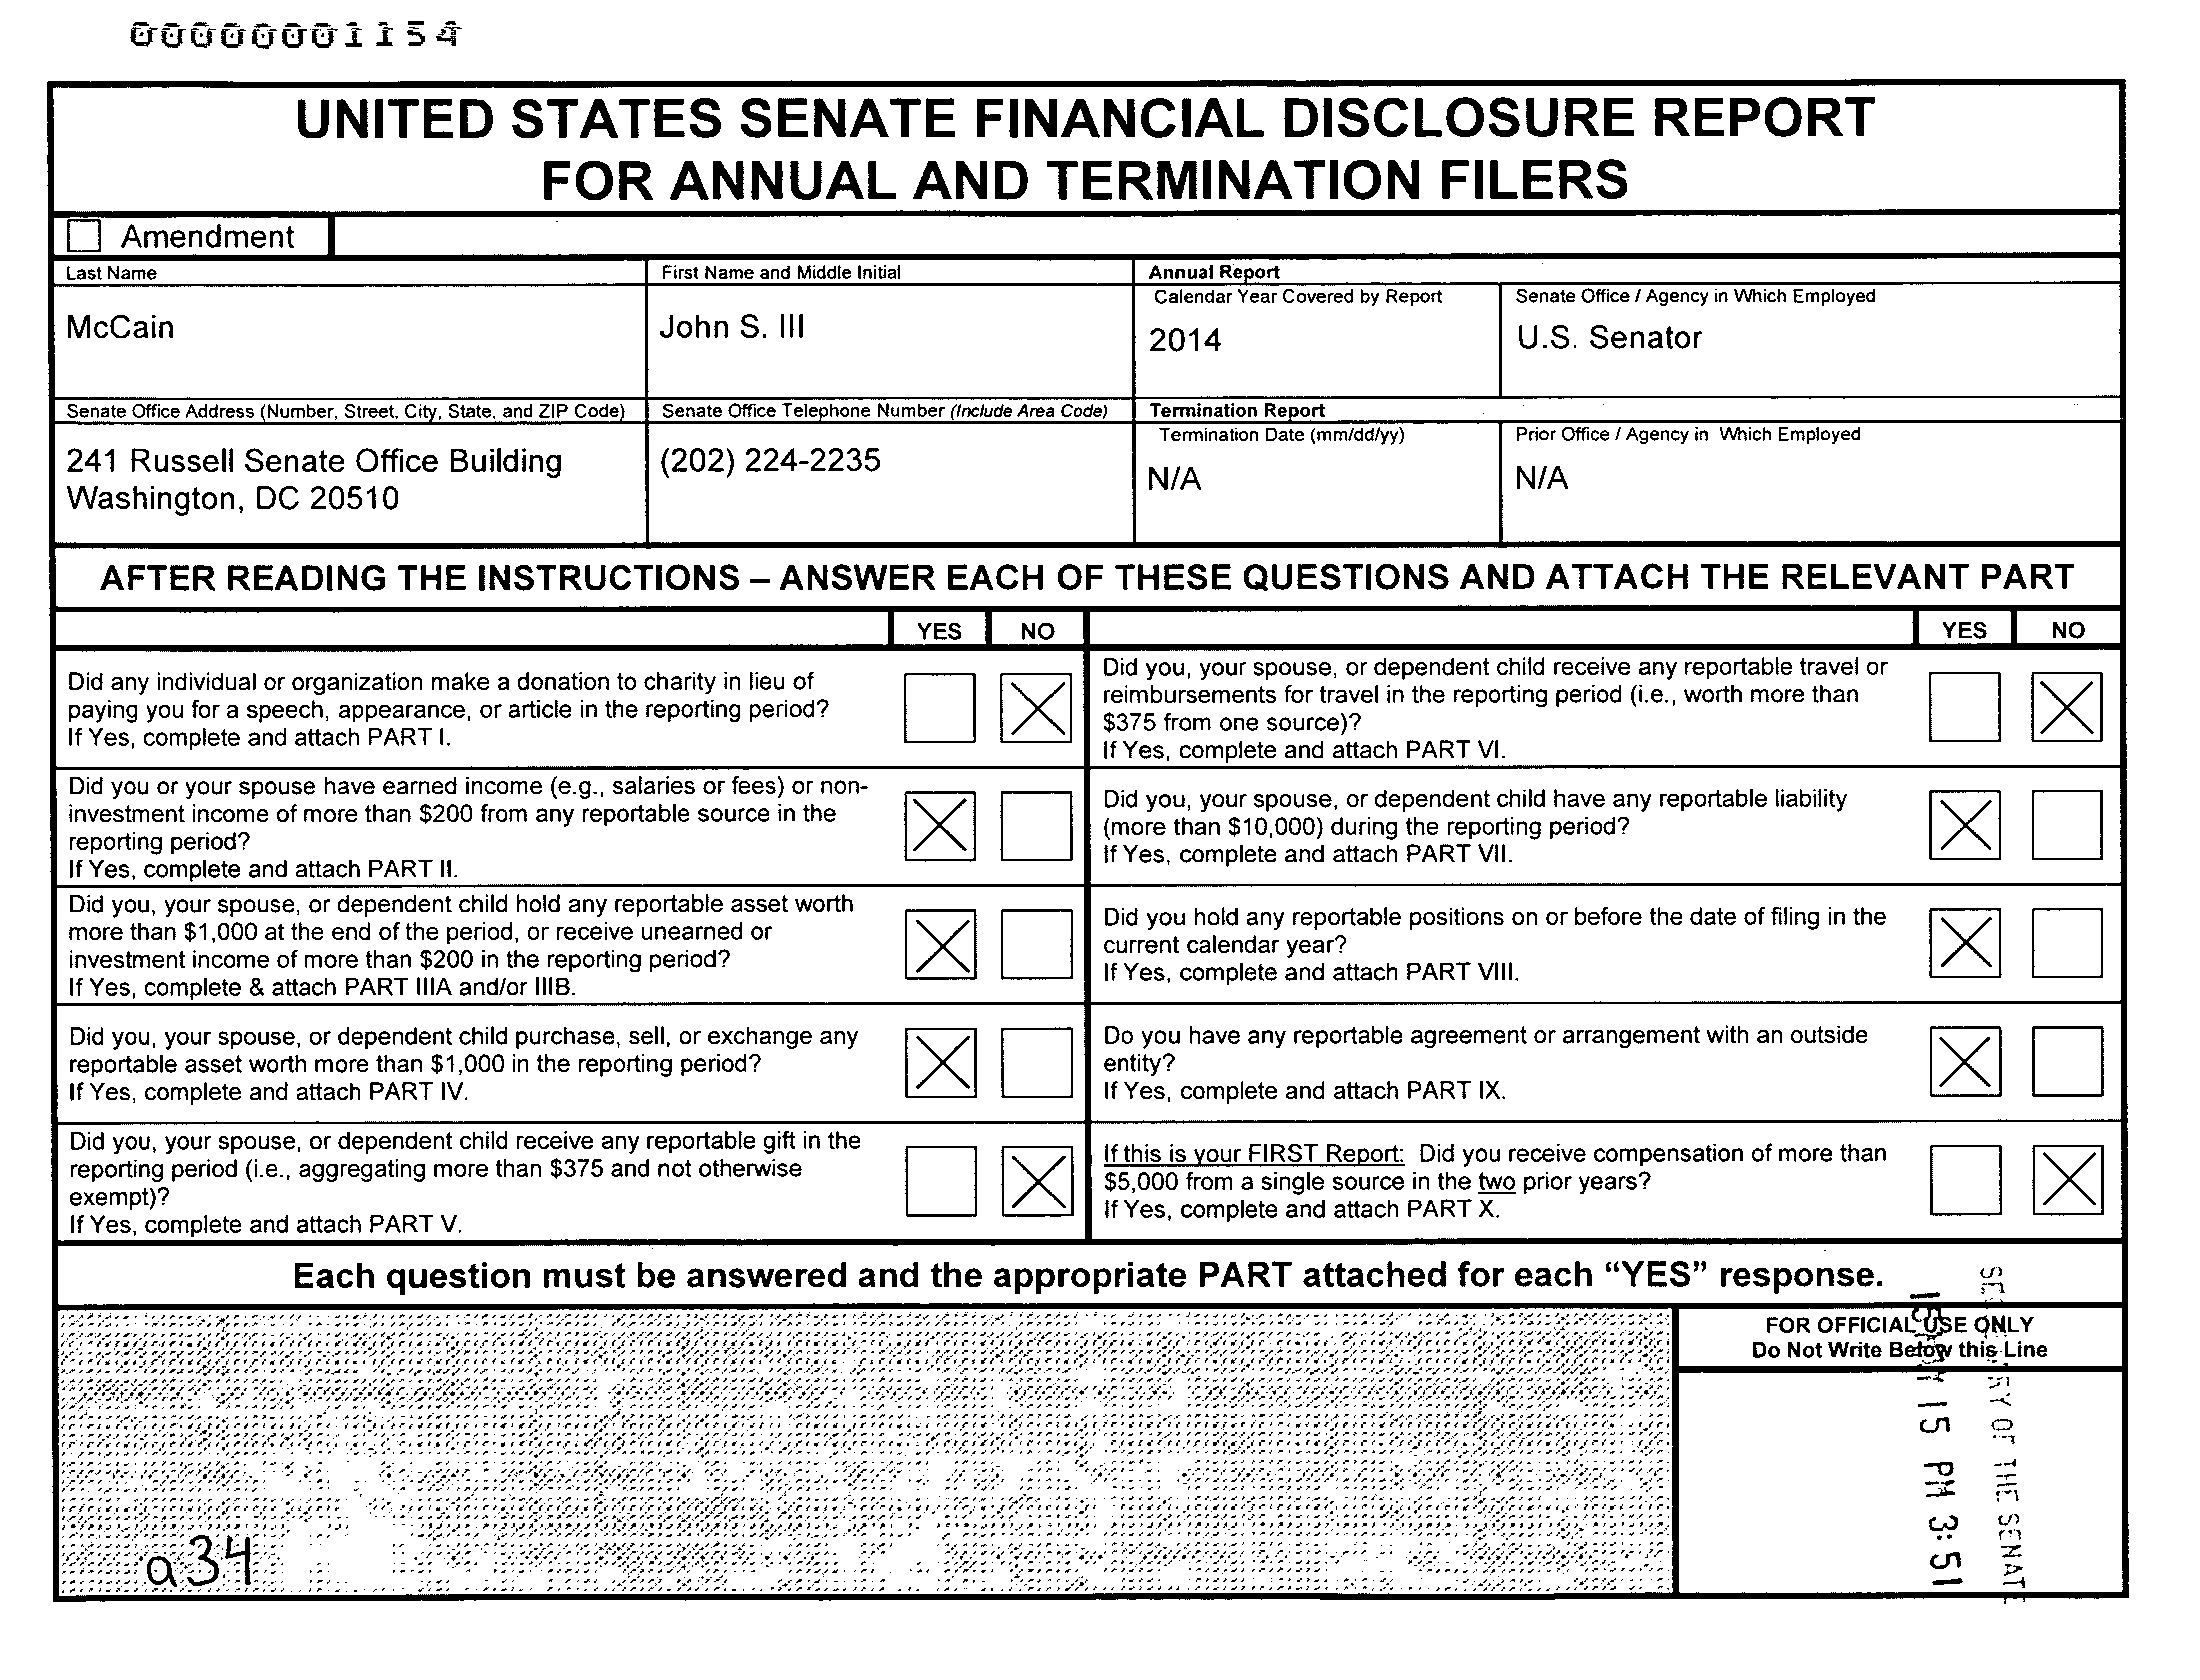 00000001154
UNITED STATES SENATE FINANCIAL DISCLOSURE REPORT
FOR ANNUAL AND TERMINATION FILERS
Amendment
Last Name
First Name and Middle Initial
Annual Report
Calendar Year Covered by Report
Senate Office / Agency in Which Employed
McCain
John S. III
2014
U.S. Senator
Senate Office Address (Number, Street, City, State, and ZIP Code)
Senate Office Telephone Number (Include Area Code)
Termination Report
Termination Date (mm/dd/yy)
Prior Office / Agency in Which Employed
241 Russell Senate Office Building
Washington, DC 20510
(202) 224-2235
N/A
N/A
AFTER READING THE INSTRUCTIONS – ANSWER EACH OF THESE QUESTIONS AND ATTACH THE RELEVANT PART
YES NO
YES NO
Did any individual or organization make a donation to charity in lieu of
paying you for a speech, appearance, or article in the reporting period?
If Yes, complete and attach PART I.
Did you, your spouse, or dependent child receive any reportable travel or
reimbursements for travel in the reporting period (i.e., worth more than
$375 from one source)?
If Yes, complete and attach PART VI.
Did you or your spouse have earned income (e.g., salaries or fees) or non-
investment income of more than $200 from any reportable source in the
reporting period?
If Yes, complete and attach PART II.
Did you, your spouse, or dependent child have any reportable liability
(more than $10,000) during the reporting period?
If Yes, complete and attach PART VII.
Did you, your spouse, or dependent child hold any reportable asset worth
more than $1,000 at the end of the period, or receive unearned or
investment income of more than $200 in the reporting period?
If Yes, complete & attach PART IIIA and/or IIIB.
Did you hold any reportable positions on or before the date of filing in the
current calendar year?
If Yes, complete and attach PART VIII.
Did you, your spouse, or dependent child purchase, sell, or exchange any
reportable asset worth more than $1,000 in the reporting period?
If Yes, complete and attach PART IV.
Do you have any reportable agreement or arrangement with an outside
entity?
If Yes, complete and attach PART IX.
Did you, your spouse, or dependent child receive any reportable gift in the
reporting period (i.e., aggregating more than $375 and not otherwise
exempt)?
If Yes, complete and attach PART V.
If this is your FIRST Report: Did you receive compensation of more than
$5,000 from a single source in the two prior years?
If Yes, complete and attach PART X.
Each question must be answered and the appropriate PART attached for each “YES” response.
FOR OFFICIAL USE ONLY
Do Not Write Below this Line
OF THE SENATE
15 PM 3:51
a34